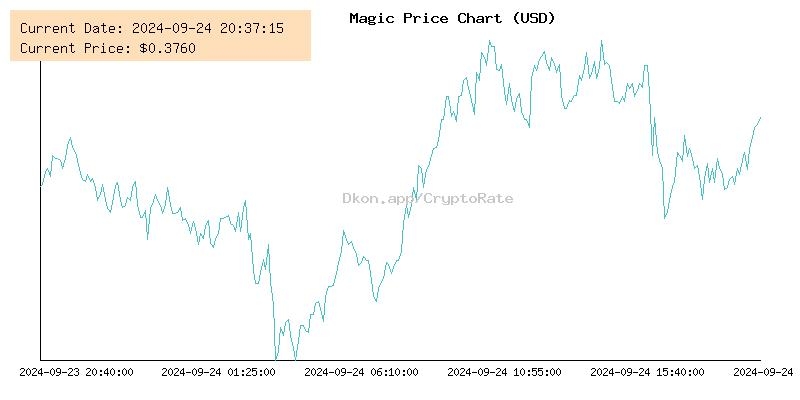 Magic Price Chart (USD)
Current Date: 2024-09-24 20:37:15
Current Price: $0.3760
Dkon.app/CryptoRate
2024-09-23 20:40:00 2024-09-24 01:25:00 2024-09-24 06:10:00 2024-09-24 10:55:00 2024-09-24 15:40:00 2024-09-24